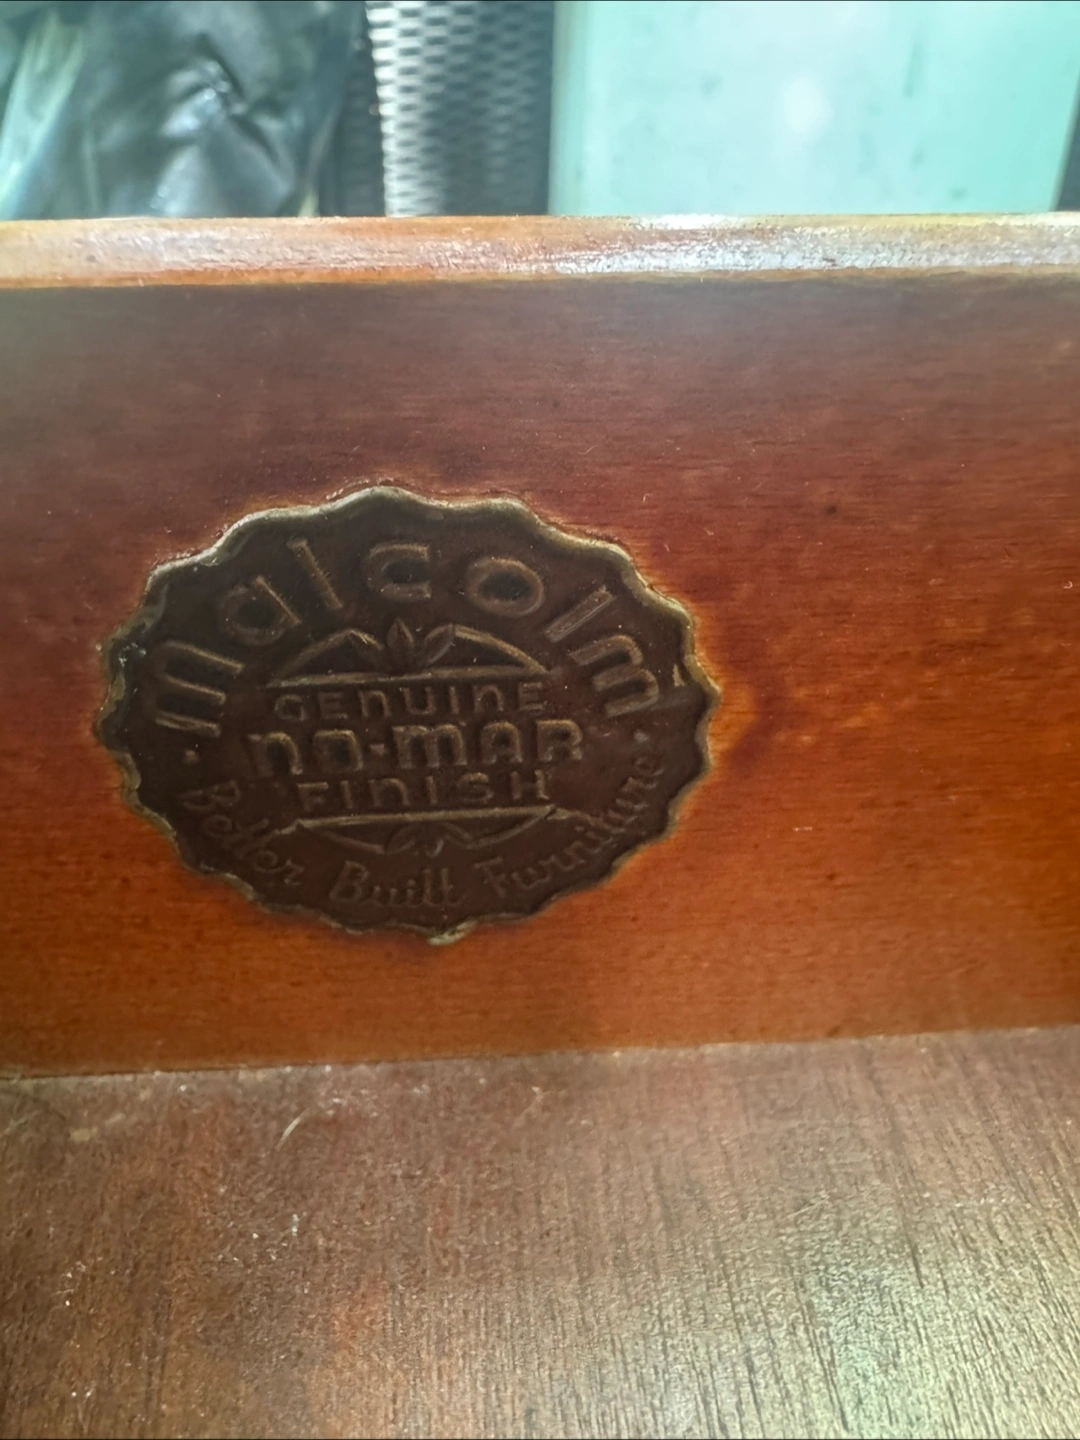 malcolm
GENUINE
NO-MAR
FINISH
Better Built Furniture